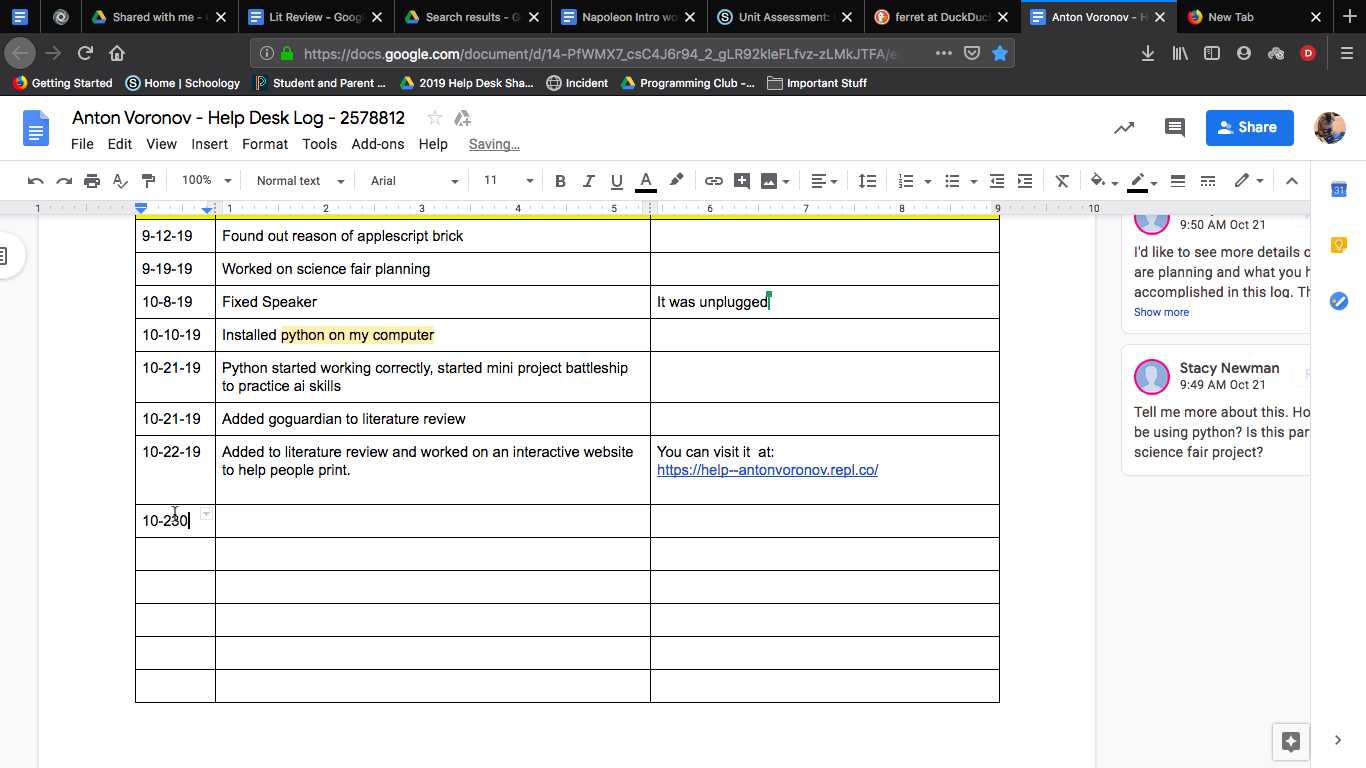 Shared with me - G
Lit Review - Goog
Search results - G
Napoleon Intro wo
Unit Assessment:
ferret at DuckDuc
Anton Voronov - H
New Tab
https://docs.google.com/document/d/14-PfWMX7_csC4J6r94_2_gLR92kleFLfvz-zLMkJTFA/e
Getting Started
Home | Schoology
Student and Parent ...
2019 Help Desk Sha...
Incident
Programming Club -...
Important Stuff
Anton Voronov - Help Desk Log - 2578812
File Edit View Insert Format Tools Add-ons Help Saving...
Share
100% Normal text Arial 11
1 1 2 3 4 5 6 7 8 9 10
9-12-19 Found out reason of applescript brick
9-19-19 Worked on science fair planning
10-8-19 Fixed Speaker It was unplugged
10-10-19 Installed python on my computer
10-21-19 Python started working correctly, started mini project battleship
to practice ai skills
10-21-19 Added goguardian to literature review
10-22-19 Added to literature review and worked on an interactive website You can visit it at:
to help people print. https://help--antonvoronov.repl.co/
10-230
9:50 AM Oct 21
I'd like to see more details o
are planning and what you h
accomplished in this log. Th
Show more
Stacy Newman
9:49 AM Oct 21
Tell me more about this. Ho
be using python? Is this par
science fair project?
31
D